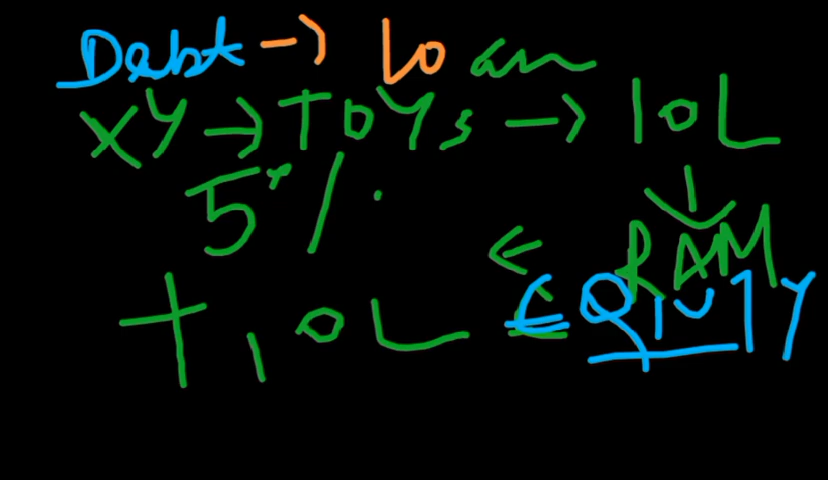 Debt → Loan
XY → TOYs → 10L
5% ↓
← RAM
+ 10L EQUITY